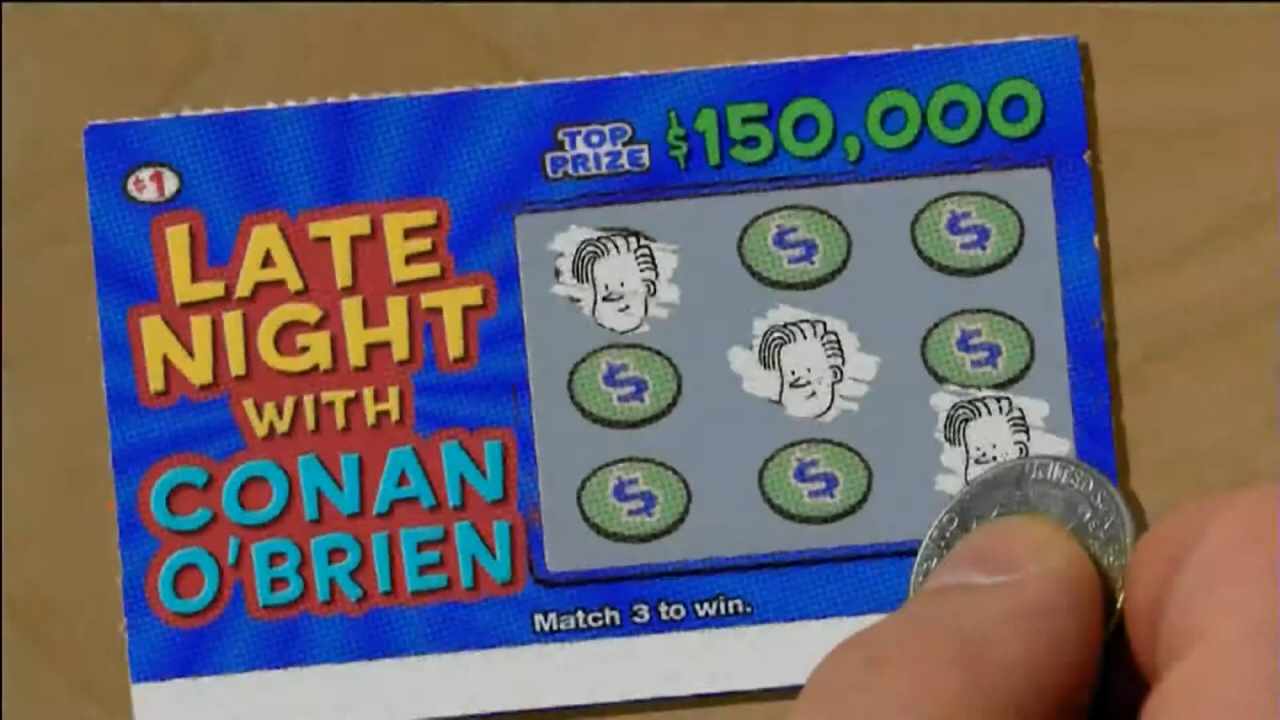 TOP
PRIZE
$150,000
$1
LATE
NIGHT
WITH
CONAN
O'BRIEN
$ $
$ $
$ $
Match 3 to win.